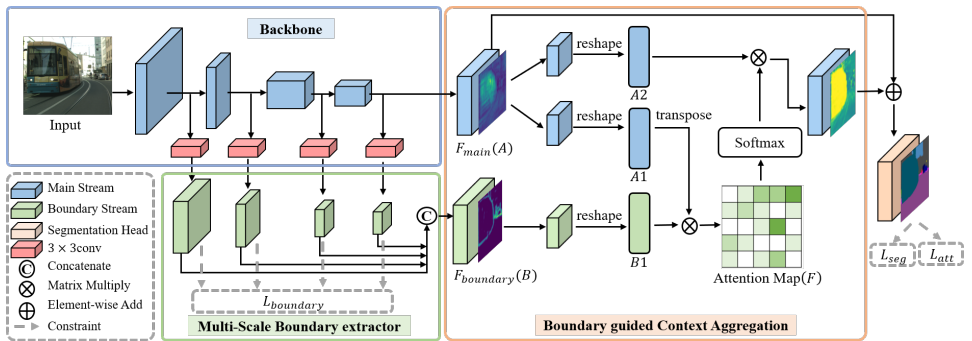 Backbone
Input
Main Stream
Boundary Stream
Segmentation Head
3 × 3conv
C Concatenate
Matrix Multiply
Element-wise Add
Constraint
C
L_boundary
Multi-Scale Boundary extractor
F_main(A)
F_boundary(B)
reshape
A2
reshape
transpose
A1
reshape
B1
Softmax
Attention Map(F)
Boundary guided Context Aggregation
L_seg
L_att